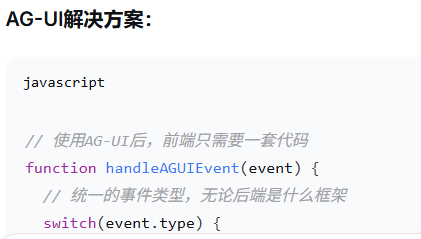 AG-UI解决方案：
javascript
// 使用AG-UI后，前端只需要一套代码
function handleAGUIEvent(event) {
// 统一的事件类型，无论后端是什么框架
switch(event.type) {